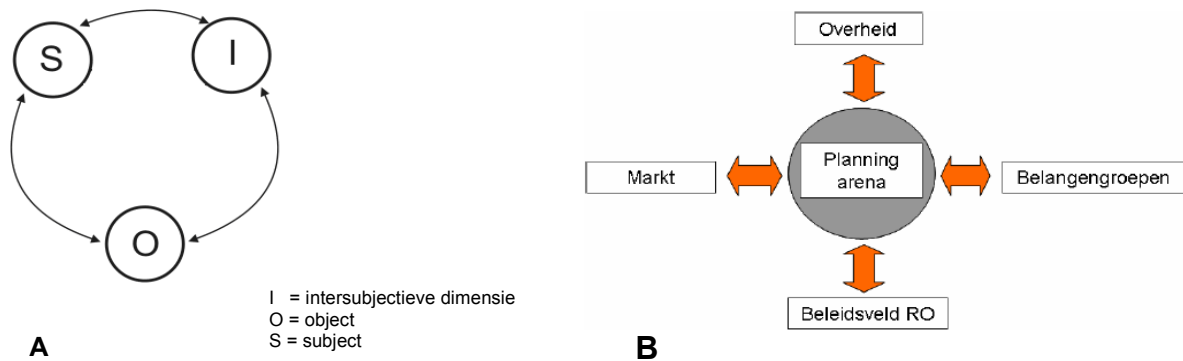 S
I
O
I = intersubjectieve dimensie
O = object
S = subject
A
Overheid
Markt
Planning
arena
Belangengroepen
Beleidsveld RO
B